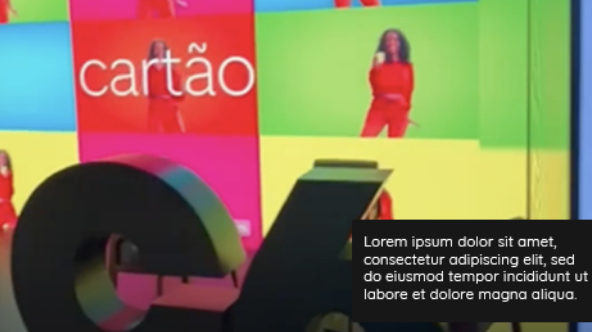 cartão
C6
Lorem ipsum dolor sit amet,
consectetur adipiscing elit, sed
do eiusmod tempor incididunt ut
labore et dolore magna aliqua.